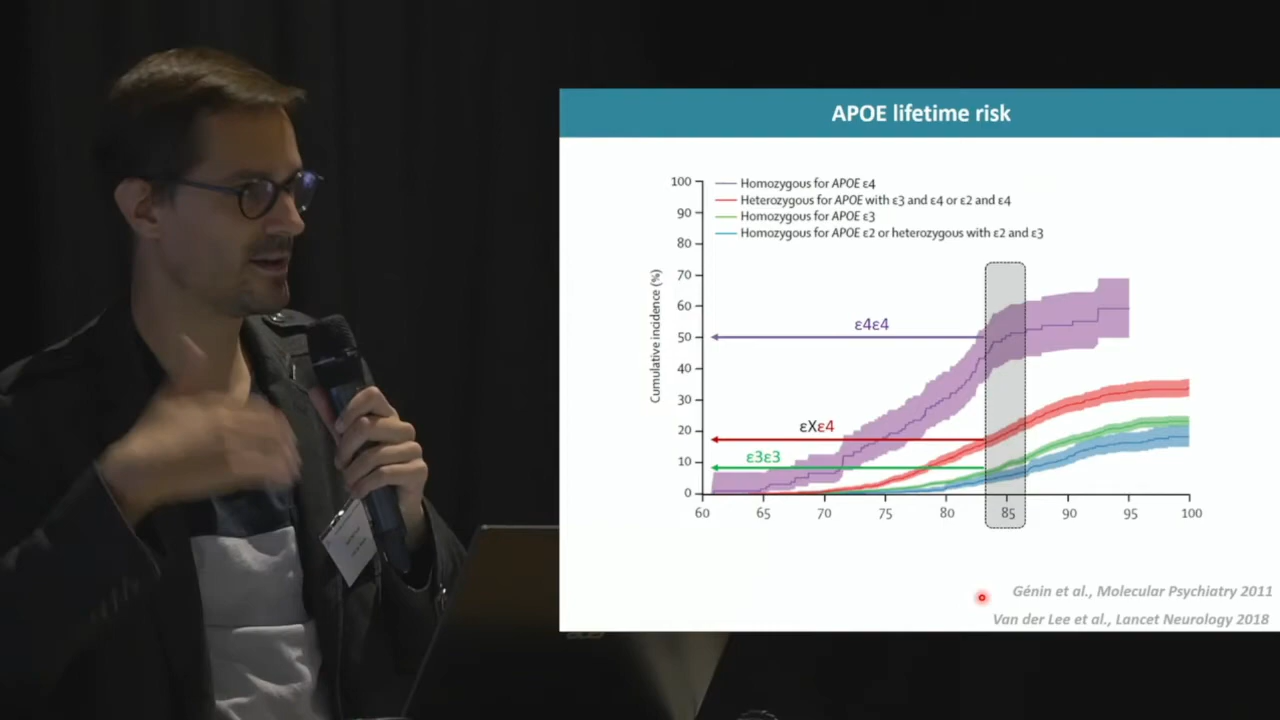 APOE lifetime risk
Homozygous for APOE ε4
Heterozygous for APOE with ε3 and ε4 or ε2 and ε4
Homozygous for APOE ε3
Homozygous for APOE ε2 or heterozygous with ε2 and ε3
Cumulative incidence (%)
100
90
80
70
60
50
40
30
20
10
0
ε4ε4
εXε4
ε3ε3
60
65
70
75
80
85
90
95
100
Génin et al., Molecular Psychiatry 2011
Van der Lee et al., Lancet Neurology 2018